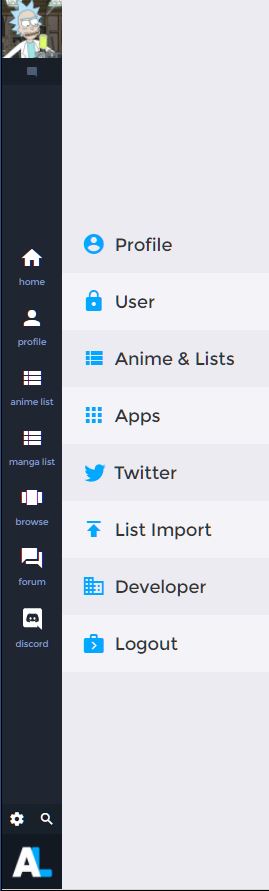 home
profile
anime list
manga list
browse
forum
discord
AL
Profile
User
Anime & Lists
Apps
Twitter
List Import
Developer
Logout